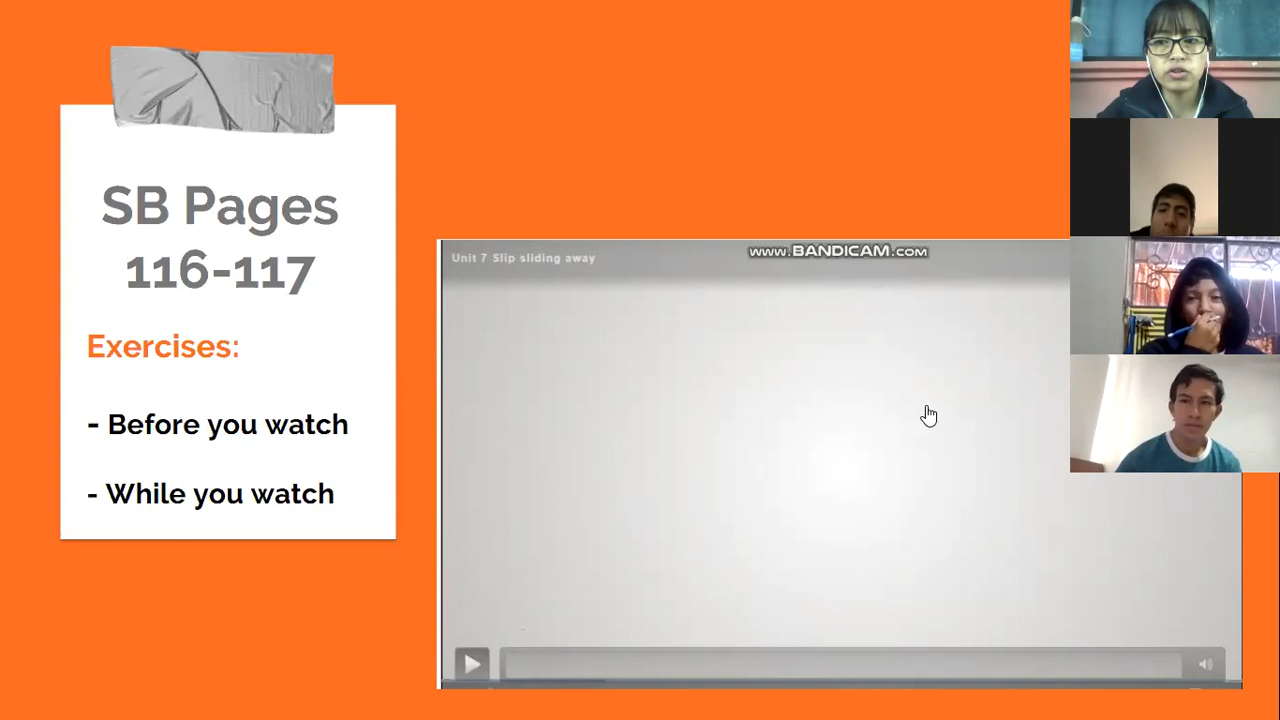 SB Pages
116-117
Exercises:
- Before you watch
- While you watch
www.BANDICAM.com
Unit 7 Slip sliding away